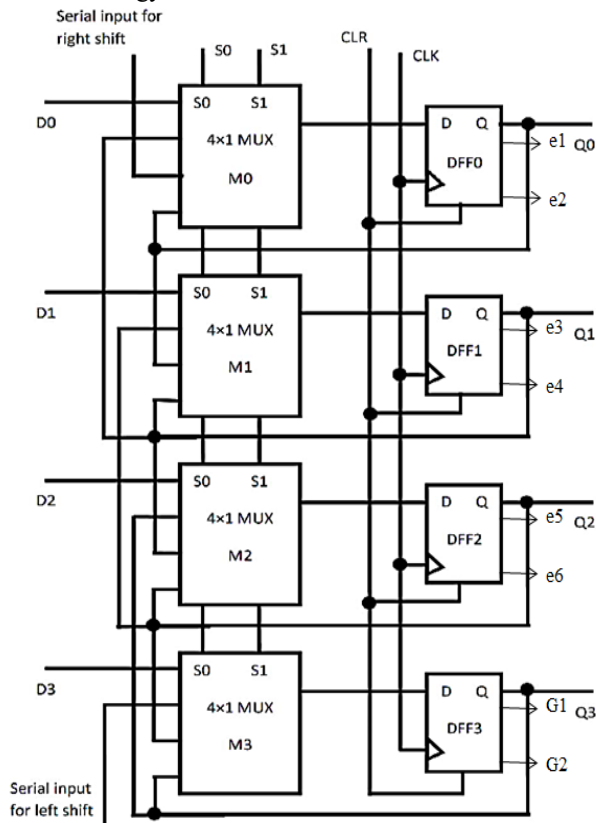 Serial input for
right shift
S0
S1
CLR
CLK
D0
S0 S1
4×1 MUX
M0
D Q
DFF0
e1 Q0
e2
D1
S0 S1
4×1 MUX
M1
D Q
DFF1
e3 Q1
e4
D2
S0 S1
4×1 MUX
M2
D Q
DFF2
e5 Q2
e6
D3
S0 S1
4×1 MUX
M3
D Q
DFF3
G1 Q3
G2
Serial input
for left shift